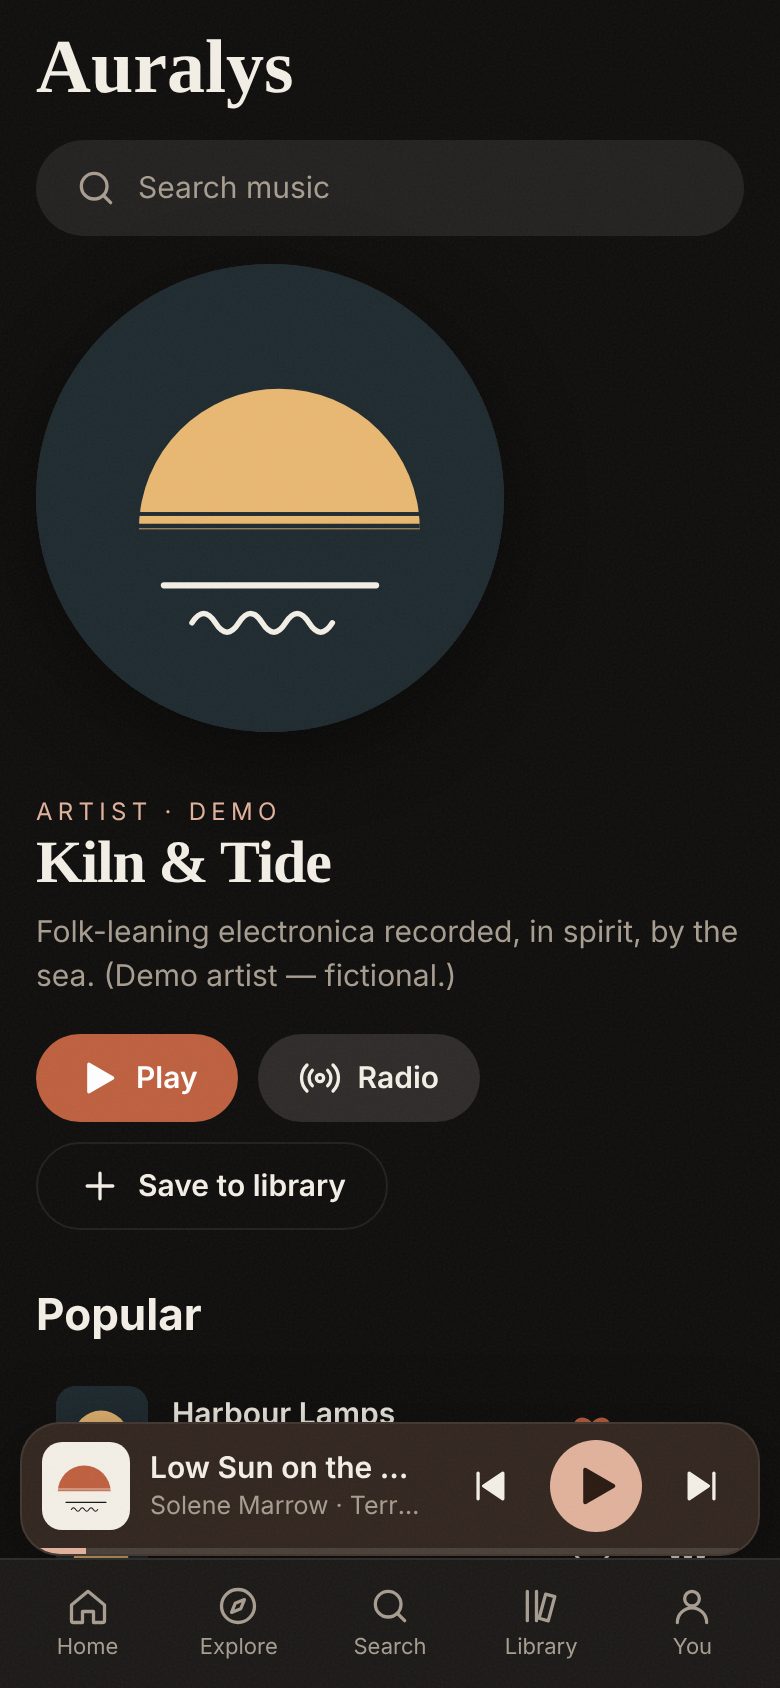 Auralys
Search music
ARTIST · DEMO
Kiln & Tide
Folk-leaning electronica recorded, in spirit, by the
sea. (Demo artist — fictional.)
Play
Radio
Save to library
Popular
Harbour Lamps
Low Sun on the ...
Solene Marrow · Terr...
Home
Explore
Search
Library
You